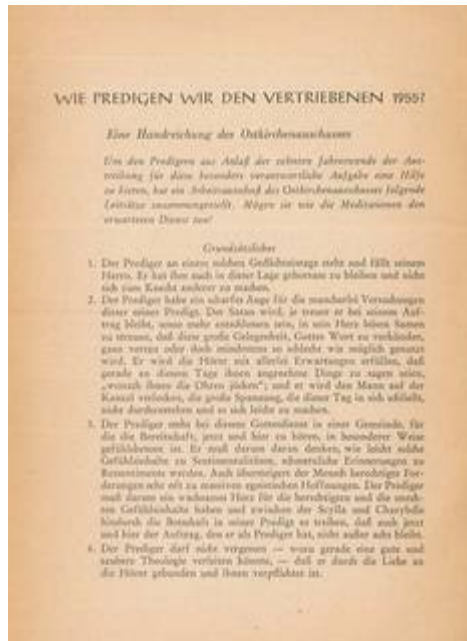 WIE PREDIGEN WIR DEN VERTRIEBENEN 1955?
Eine Handreichung des Ostkirchenausschusses
Um den Predigern aus Anlaß der zehnten Jahreswende der Aus-
treibung für diese besonders verantwortliche Aufgabe eine Hilfe
zu bieten, hat ein Arbeitsausschuß des Ostkirchenausschusses folgende
Leitsätze zusammengestellt. Mögen sie wie die Meditationen den
erwarteten Dienst tun!
Grundsätzliches
1. Der Prediger an einem solchen Gedächtnistage steht und fällt seinem
Herrn. Er hat ihm auch in dieser Lage gehorsam zu bleiben und nicht
sich zum Knecht anderer zu machen.
2. Der Prediger habe ein scharfes Auge für die mancherlei Versuchungen
dieser seiner Predigt. Der Satan wird, je treuer er bei seinem Auf-
trag bleibt, umso mehr entschlossen sein, in sein Herz bösen Samen
zu streuen, daß diese große Gelegenheit, Gottes Wort zu verkünden,
ganz vertan oder doch mindestens so schlecht wie möglich genutzt
wird. Er wird die Hörer mit allerlei Erwartungen erfüllen, daß
gerade an diesem Tage ihnen angenehme Dinge zu sagen seien,
„wonach ihnen die Ohren jücken“; und er wird den Mann auf der
Kanzel verlocken, die große Spannung, die dieser Tag in sich schließt,
nicht durchzustehen und es sich leicht zu machen.
3. Der Prediger steht bei diesem Gottesdienst in einer Gemeinde, für
die die Bereitschaft, jetzt und hier zu hören, in besonderer Weise
gefühlsbetont ist. Er muß darum daran denken, wie leicht solche
Gefühlsinhalte zu Sentimentalitäten, schmerzliche Erinnerungen zu
Ressentiments werden. Auch übersteigert der Mensch berechtigte For-
derungen sehr oft zu massiven egoistischen Hoffnungen. Der Prediger
muß darum ein wachsames Herz für die berechtigten und die unech-
ten Gefühlsinhalte haben und zwischen der Scylla und Charybdis
hindurch die Botschaft in seiner Predigt so treiben, daß auch jetzt
und hier der Auftrag, den er als Prediger hat, nicht außer acht bleibt.
4. Der Prediger darf nicht vergessen — wozu gerade eine gute und
saubere Theologie verleiten könnte, — daß er durch die Liebe an
die Hörer gebunden und ihnen verpflichtet ist.